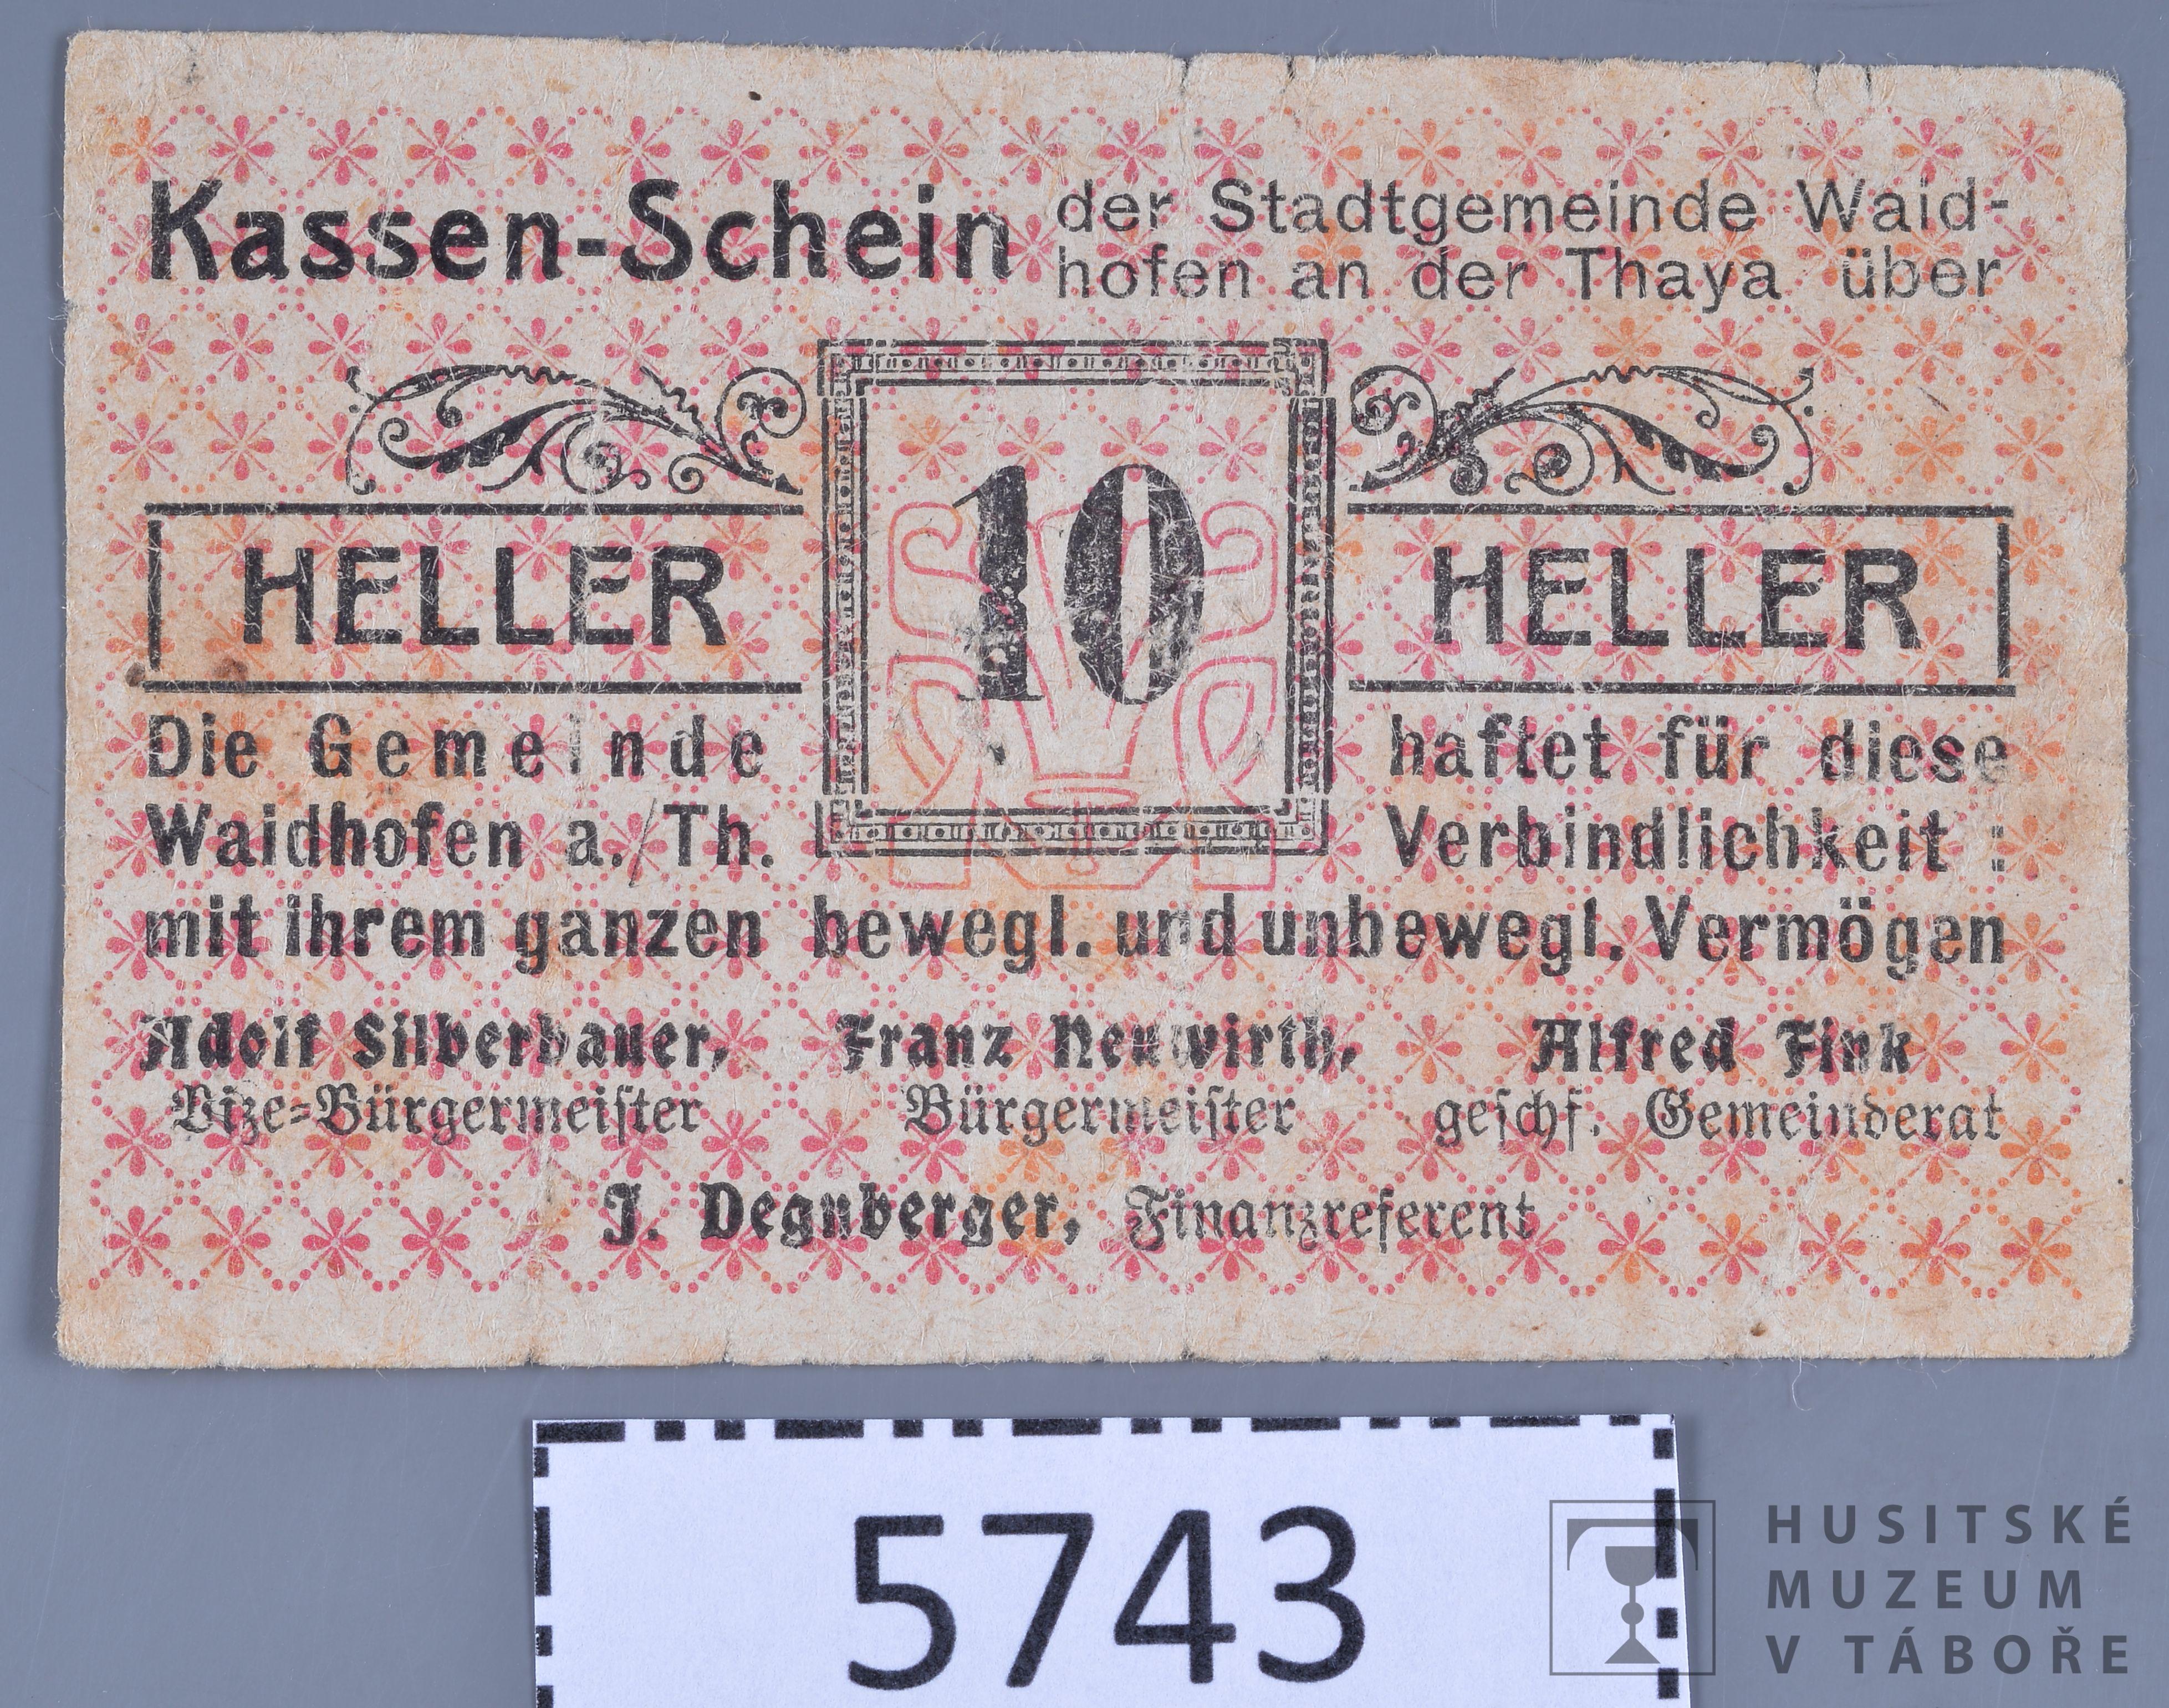 Kassen-Schein der Stadtgemeinde Waid-
hofen an der Thaya über
HELLER 10 HELLER
Die Gemeinde haftet für diese
Waidhofen a./Th. Verbindlichkeit :
mit ihrem ganzen bewegl. und unbewegl. Vermögen
Adolf Silberbauer, Franz Neuwirth, Alfred Fink
Vize=Bürgermeister Bürgermeister geschf. Gemeinderat
J. Degnberger, Finanzreferent
5743
HUSITSKÉ
MUZEUM
V TÁBOŘE